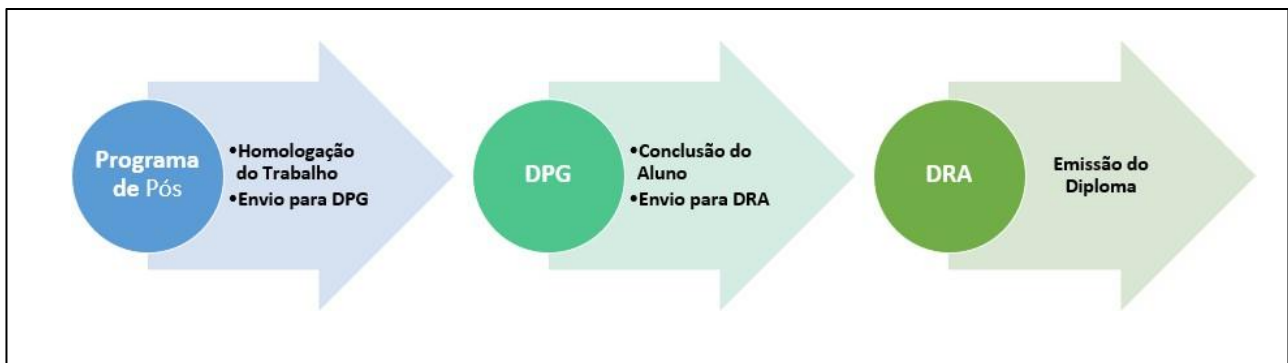 Programa
de Pós
•Homologação
do Trabalho
•Envio para DPG
DPG
•Conclusão do
Aluno
•Envio para DRA
DRA
Emissão do
Diploma